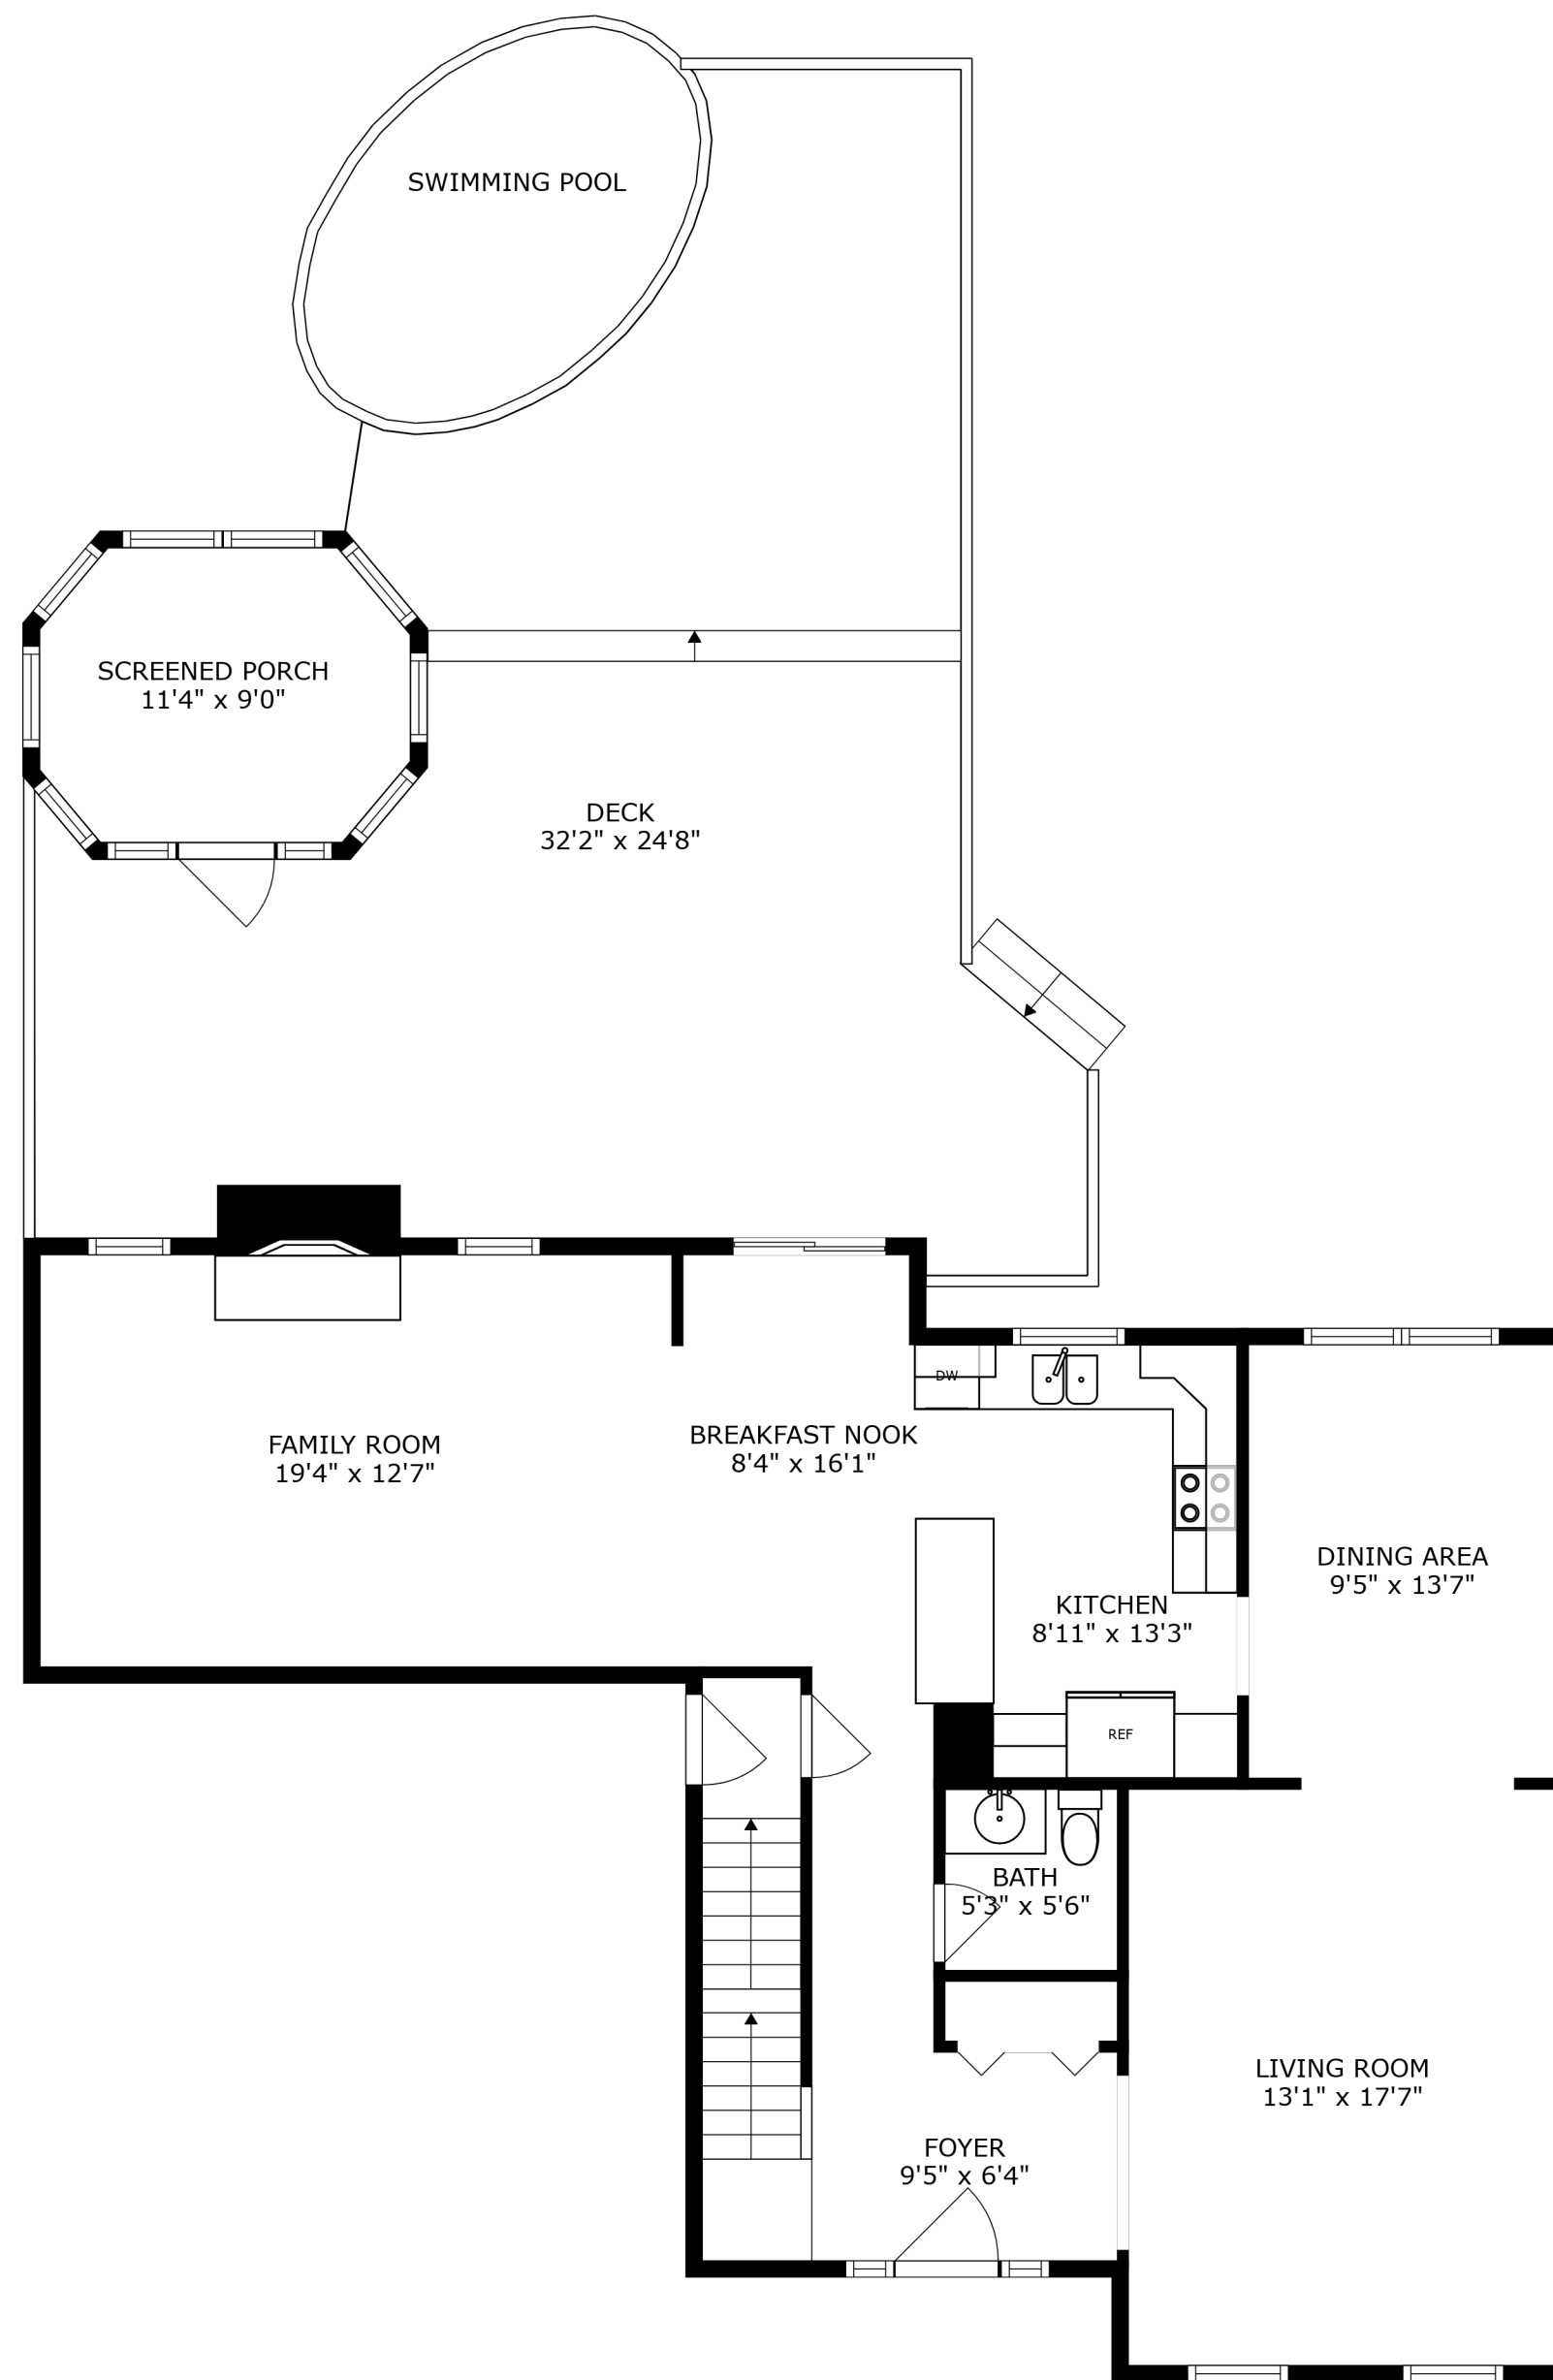 SWIMMING POOL
SCREENED PORCH
11'4" x 9'0"
DECK
32'2" x 24'8"
FAMILY ROOM
19'4" x 12'7"
BREAKFAST NOOK
8'4" x 16'1"
DW
KITCHEN
8'11" x 13'3"
REF
DINING AREA
9'5" x 13'7"
BATH
5'3" x 5'6"
LIVING ROOM
13'1" x 17'7"
FOYER
9'5" x 6'4"